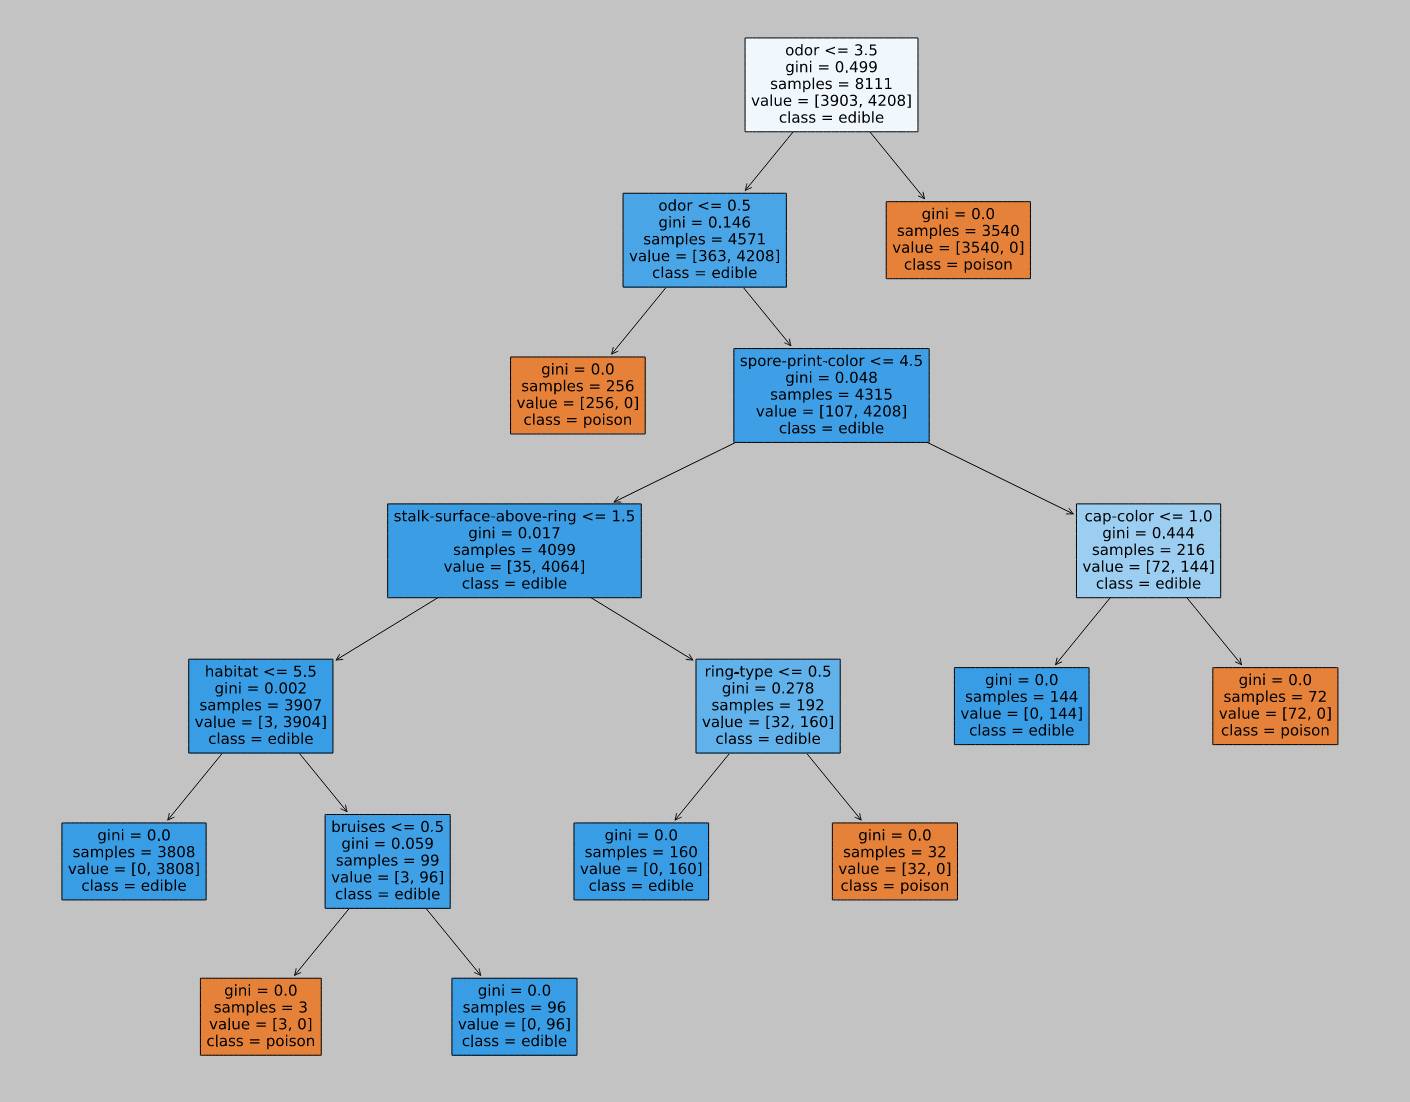 odor <= 3.5
gini = 0.499
samples = 8111
value = [3903, 4208]
class = edible
odor <= 0.5
gini = 0.146
samples = 4571
value = [363, 4208]
class = edible
gini = 0.0
samples = 3540
value = [3540, 0]
class = poison
gini = 0.0
samples = 256
value = [256, 0]
class = poison
spore-print-color <= 4.5
gini = 0.048
samples = 4315
value = [107, 4208]
class = edible
stalk-surface-above-ring <= 1.5
gini = 0.017
samples = 4099
value = [35, 4064]
class = edible
cap-color <= 1.0
gini = 0.444
samples = 216
value = [72, 144]
class = edible
habitat <= 5.5
gini = 0.002
samples = 3907
value = [3, 3904]
class = edible
ring-type <= 0.5
gini = 0.278
samples = 192
value = [32, 160]
class = edible
gini = 0.0
samples = 144
value = [0, 144]
class = edible
gini = 0.0
samples = 72
value = [72, 0]
class = poison
gini = 0.0
samples = 3808
value = [0, 3808]
class = edible
bruises <= 0.5
gini = 0.059
samples = 99
value = [3, 96]
class = edible
gini = 0.0
samples = 160
value = [0, 160]
class = edible
gini = 0.0
samples = 32
value = [32, 0]
class = poison
gini = 0.0
samples = 3
value = [3, 0]
class = poison
gini = 0.0
samples = 96
value = [0, 96]
class = edible